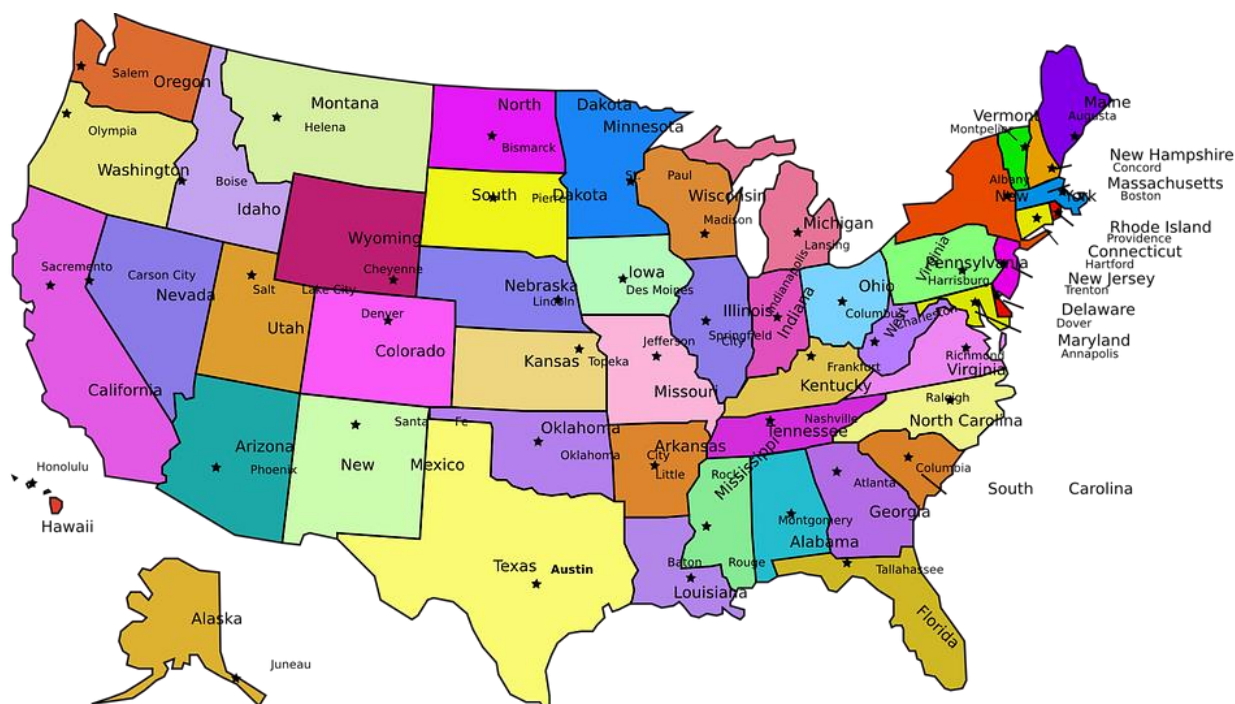 Salem
Oregon
Olympia
Washington
Boise
Idaho
Montana
Helena
North Dakota
Bismarck
Minnesota
St. Paul
South Dakota
Pierre
Wisconsin
Madison
Michigan
Lansing
Wyoming
Cheyenne
Sacremento
Carson City
Nevada
Salt Lake City
Utah
Denver
Colorado
California
Nebraska
Lincoln
Iowa
Des Moines
Illinois
Springfield
Indianapolis
Indiana
Ohio
Columbus
Kansas
Topeka
Jefferson City
Missouri
Frankfurt
Kentucky
West Virginia
Charleston
Richmond
Virginia
Pennsylvania
Harrisburg
New York
Albany
Vermont
Montpelier
Maine
Augusta
New Hampshire
Concord
Massachusetts
Boston
Rhode Island
Providence
Connecticut
Hartford
New Jersey
Trenton
Delaware
Dover
Maryland
Annapolis
Arizona
Phoenix
New Mexico
Santa Fe
Oklahoma
Oklahoma City
Arkansas
Little Rock
Nashville
Tennessee
Raleigh
North Carolina
Columbia
South Carolina
Mississippi
Atlanta
Georgia
Montgomery
Alabama
Texas
Austin
Baton Rouge
Louisiana
Tallahassee
Florida
Honolulu
Hawaii
Alaska
Juneau